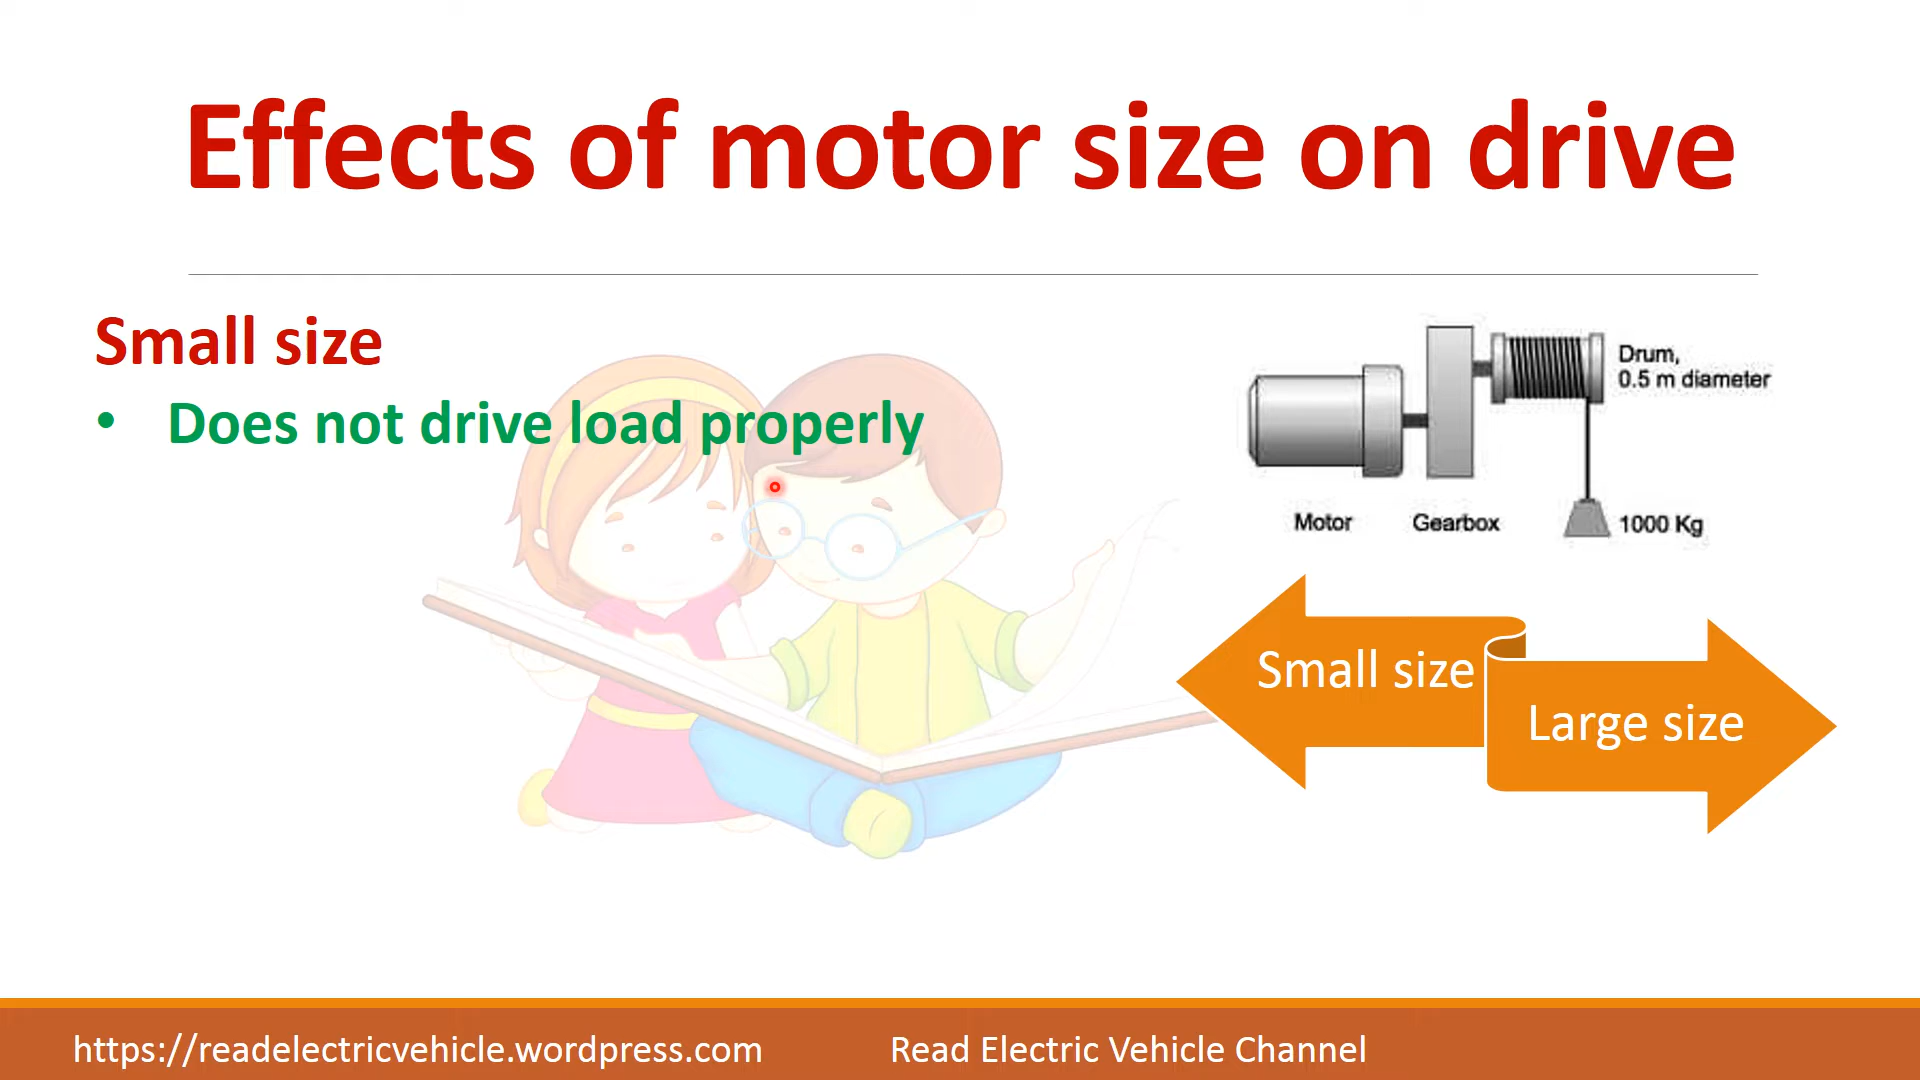 Effects of motor size on drive
Small size
• Does not drive load properly
Drum,
0.5 m diameter
Motor
Gearbox
1000 Kg
Small size
Large size
https://readelectricvehicle.wordpress.com
Read Electric Vehicle Channel